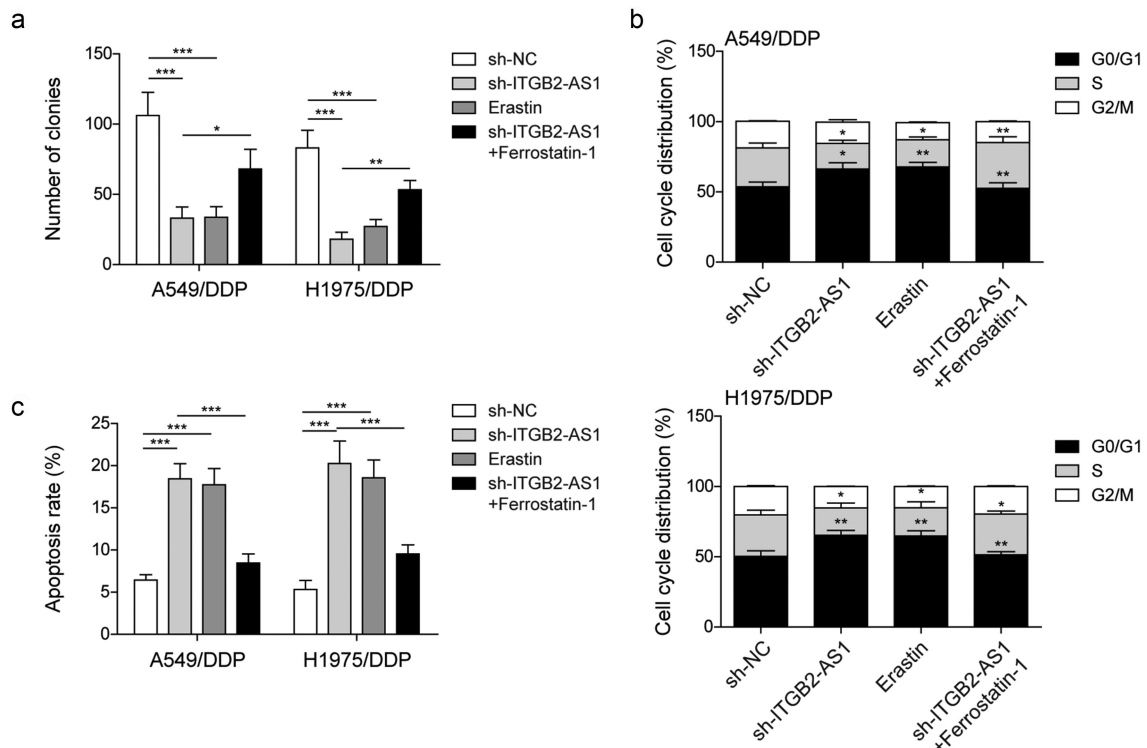 a
Number of clonies
150
100
50
0
***
***
*
***
***
**
A549/DDP
H1975/DDP
sh-NC
sh-ITGB2-AS1
Erastin
sh-ITGB2-AS1
+Ferrostatin-1
b
A549/DDP
Cell cycle distribution (%)
150
100
50
0
* * **
* ** **
sh-NC
sh-ITGB2-AS1
Erastin
sh-ITGB2-AS1
+Ferrostatin-1
G0/G1
S
G2/M
c
Apoptosis rate (%)
25
20
15
10
5
0
***
***
***
***
***
***
A549/DDP
H1975/DDP
sh-NC
sh-ITGB2-AS1
Erastin
sh-ITGB2-AS1
+Ferrostatin-1
H1975/DDP
Cell cycle distribution (%)
150
100
50
0
* * *
** ** **
sh-NC
sh-ITGB2-AS1
Erastin
sh-ITGB2-AS1
+Ferrostatin-1
G0/G1
S
G2/M